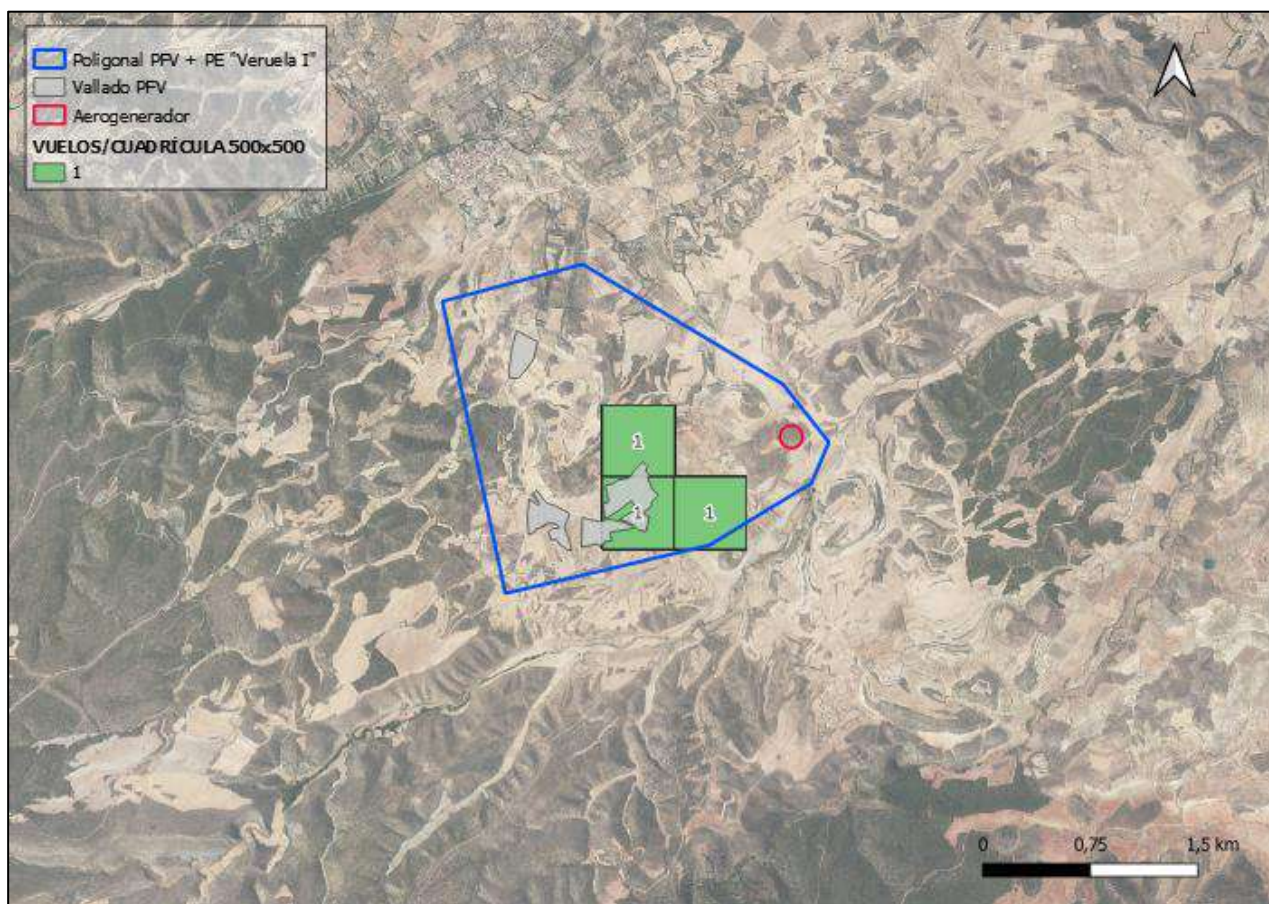 Poligonal PFV + PE "Veruela I"
Vallado PFV
Aerogenerador
VUELOS/CUADRÍCULA 500x500
1
1
1
1
0 0,75 1,5 km